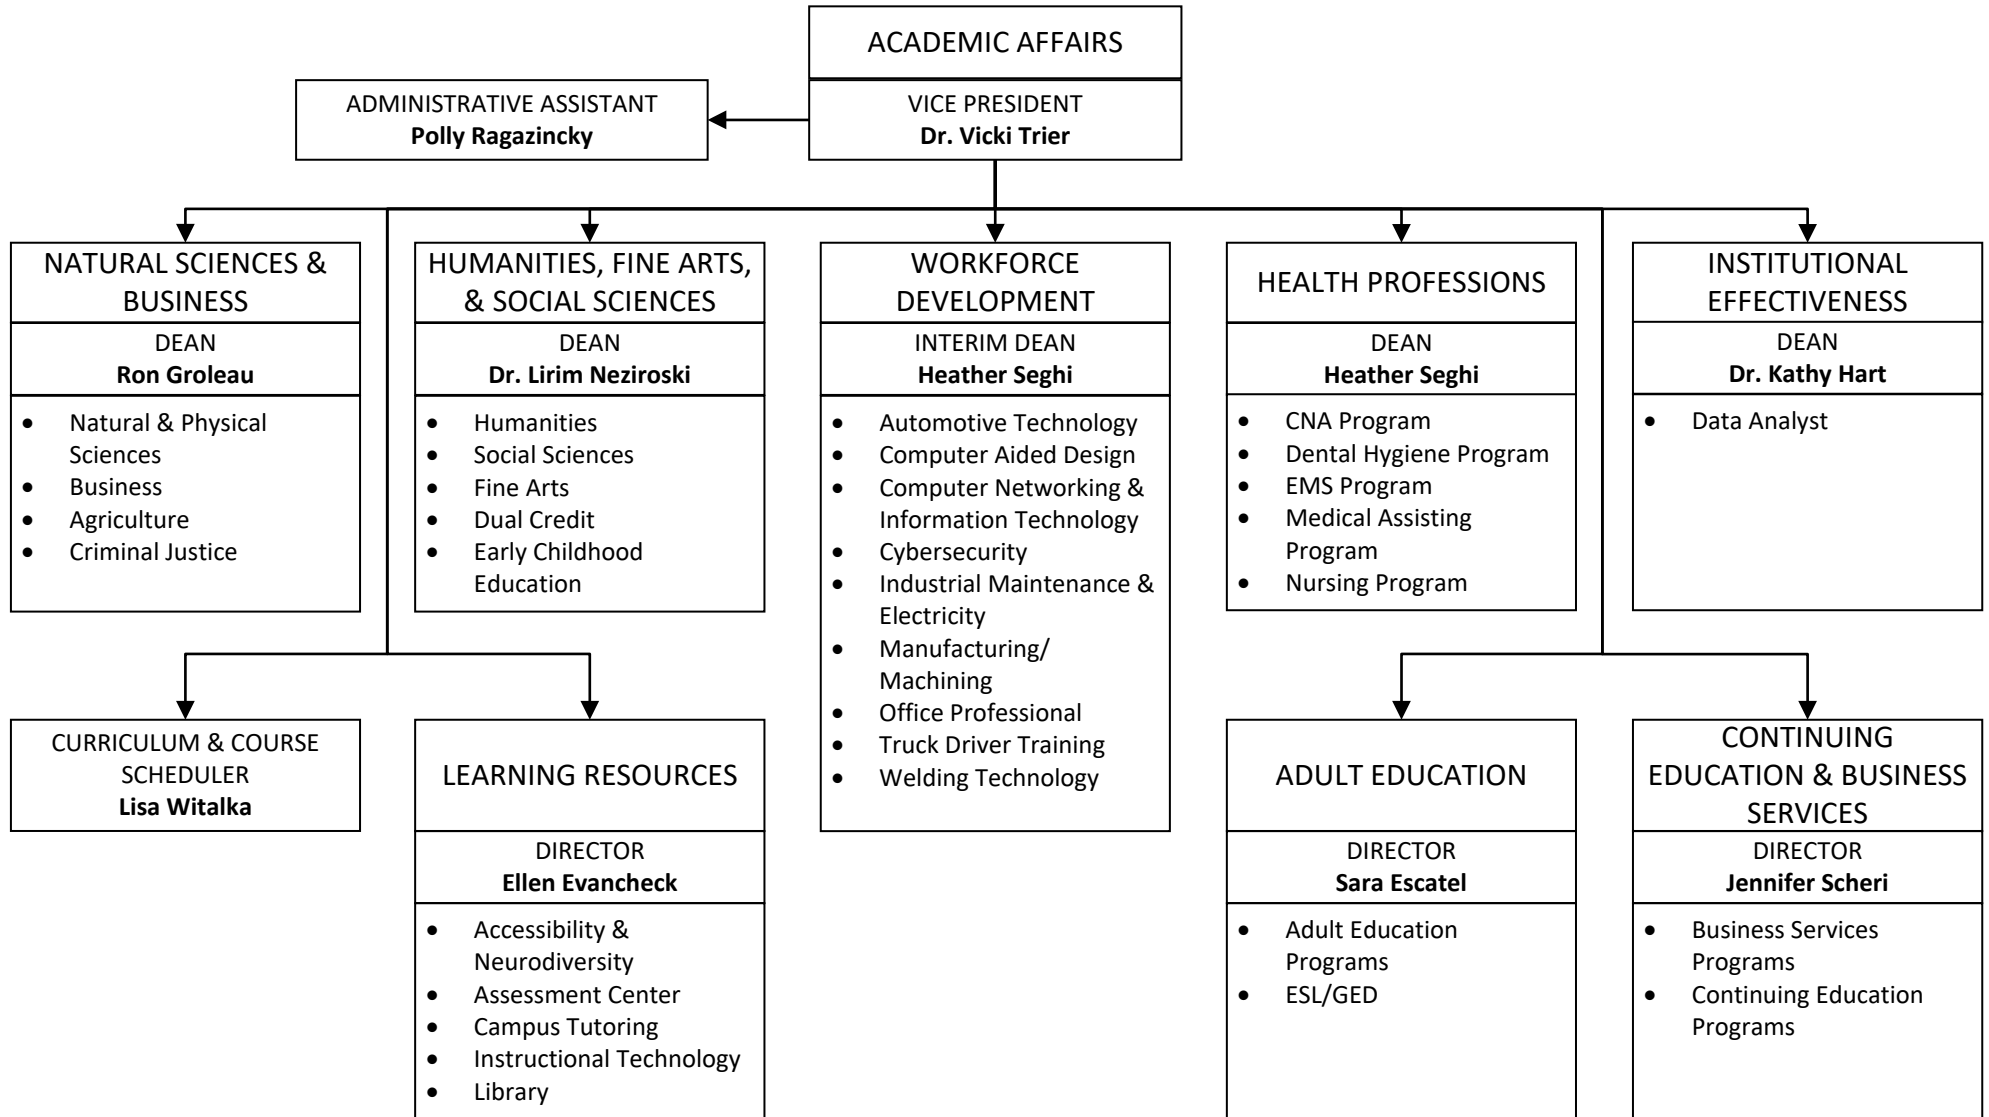 ACADEMIC AFFAIRS
ADMINISTRATIVE ASSISTANT
Polly Ragazincky
VICE PRESIDENT
Dr. Vicki Trier
NATURAL SCIENCES &
BUSINESS
DEAN
Ron Groleau
• Natural & Physical
Sciences
• Business
• Agriculture
• Criminal Justice
HUMANITIES, FINE ARTS,
& SOCIAL SCIENCES
DEAN
Dr. Lirim Neziroski
• Humanities
• Social Sciences
• Fine Arts
• Dual Credit
• Early Childhood
Education
WORKFORCE
DEVELOPMENT
INTERIM DEAN
Heather Seghi
• Automotive Technology
• Computer Aided Design
• Computer Networking &
Information Technology
• Cybersecurity
• Industrial Maintenance &
Electricity
• Manufacturing/
Machining
• Office Professional
• Truck Driver Training
• Welding Technology
HEALTH PROFESSIONS
DEAN
Heather Seghi
• CNA Program
• Dental Hygiene Program
• EMS Program
• Medical Assisting
Program
• Nursing Program
INSTITUTIONAL
EFFECTIVENESS
DEAN
Dr. Kathy Hart
• Data Analyst
CURRICULUM & COURSE
SCHEDULER
Lisa Witalka
LEARNING RESOURCES
DIRECTOR
Ellen Evancheck
• Accessibility &
Neurodiversity
• Assessment Center
• Campus Tutoring
• Instructional Technology
• Library
ADULT EDUCATION
DIRECTOR
Sara Escatel
• Adult Education
Programs
• ESL/GED
CONTINUING
EDUCATION & BUSINESS
SERVICES
DIRECTOR
Jennifer Scheri
• Business Services
Programs
• Continuing Education
Programs